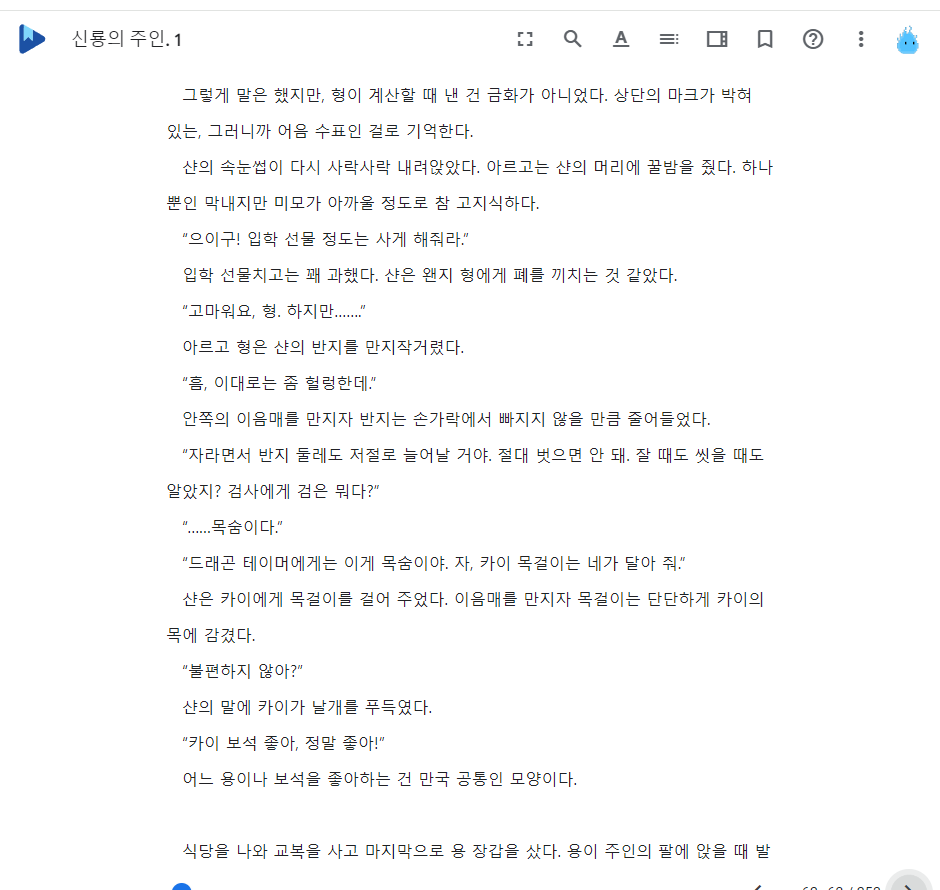 신룡의 주인. 1
그렇게 말은 했지만, 형이 계산할 때 낸 건 금화가 아니었다. 상단의 마크가 박혀
있는, 그러니까 어음 수표인 걸로 기억한다.
샨의 속눈썹이 다시 사락사락 내려앉았다. 아르고는 샨의 머리에 꿀밤을 줬다. 하나
뿐인 막내지만 미모가 아까울 정도로 참 고지식하다.
“으이구! 입학 선물 정도는 사게 해줘라.”
입학 선물치고는 꽤 과했다. 샨은 왠지 형에게 폐를 끼치는 것 같았다.
“고마워요, 형. 하지만…….”
아르고 형은 샨의 반지를 만지작거렸다.
“흠, 이대로는 좀 헐렁한데.”
안쪽의 이음매를 만지자 반지는 손가락에서 빠지지 않을 만큼 줄어들었다.
“자라면서 반지 둘레도 저절로 늘어날 거야. 절대 벗으면 안 돼. 잘 때도 씻을 때도
알았지? 검사에게 검은 뭐다?”
“……목숨이다.”
“드래곤 테이머에게는 이게 목숨이야. 자, 카이 목걸이는 네가 달아 줘.”
샨은 카이에게 목걸이를 걸어 주었다. 이음매를 만지자 목걸이는 단단하게 카이의
목에 감겼다.
“불편하지 않아?”
샨의 말에 카이가 날개를 푸득였다.
“카이 보석 좋아, 정말 좋아!”
어느 용이나 보석을 좋아하는 건 만국 공통인 모양이다.
식당을 나와 교복을 사고 마지막으로 용 장갑을 샀다. 용이 주인의 팔에 앉을 때 발